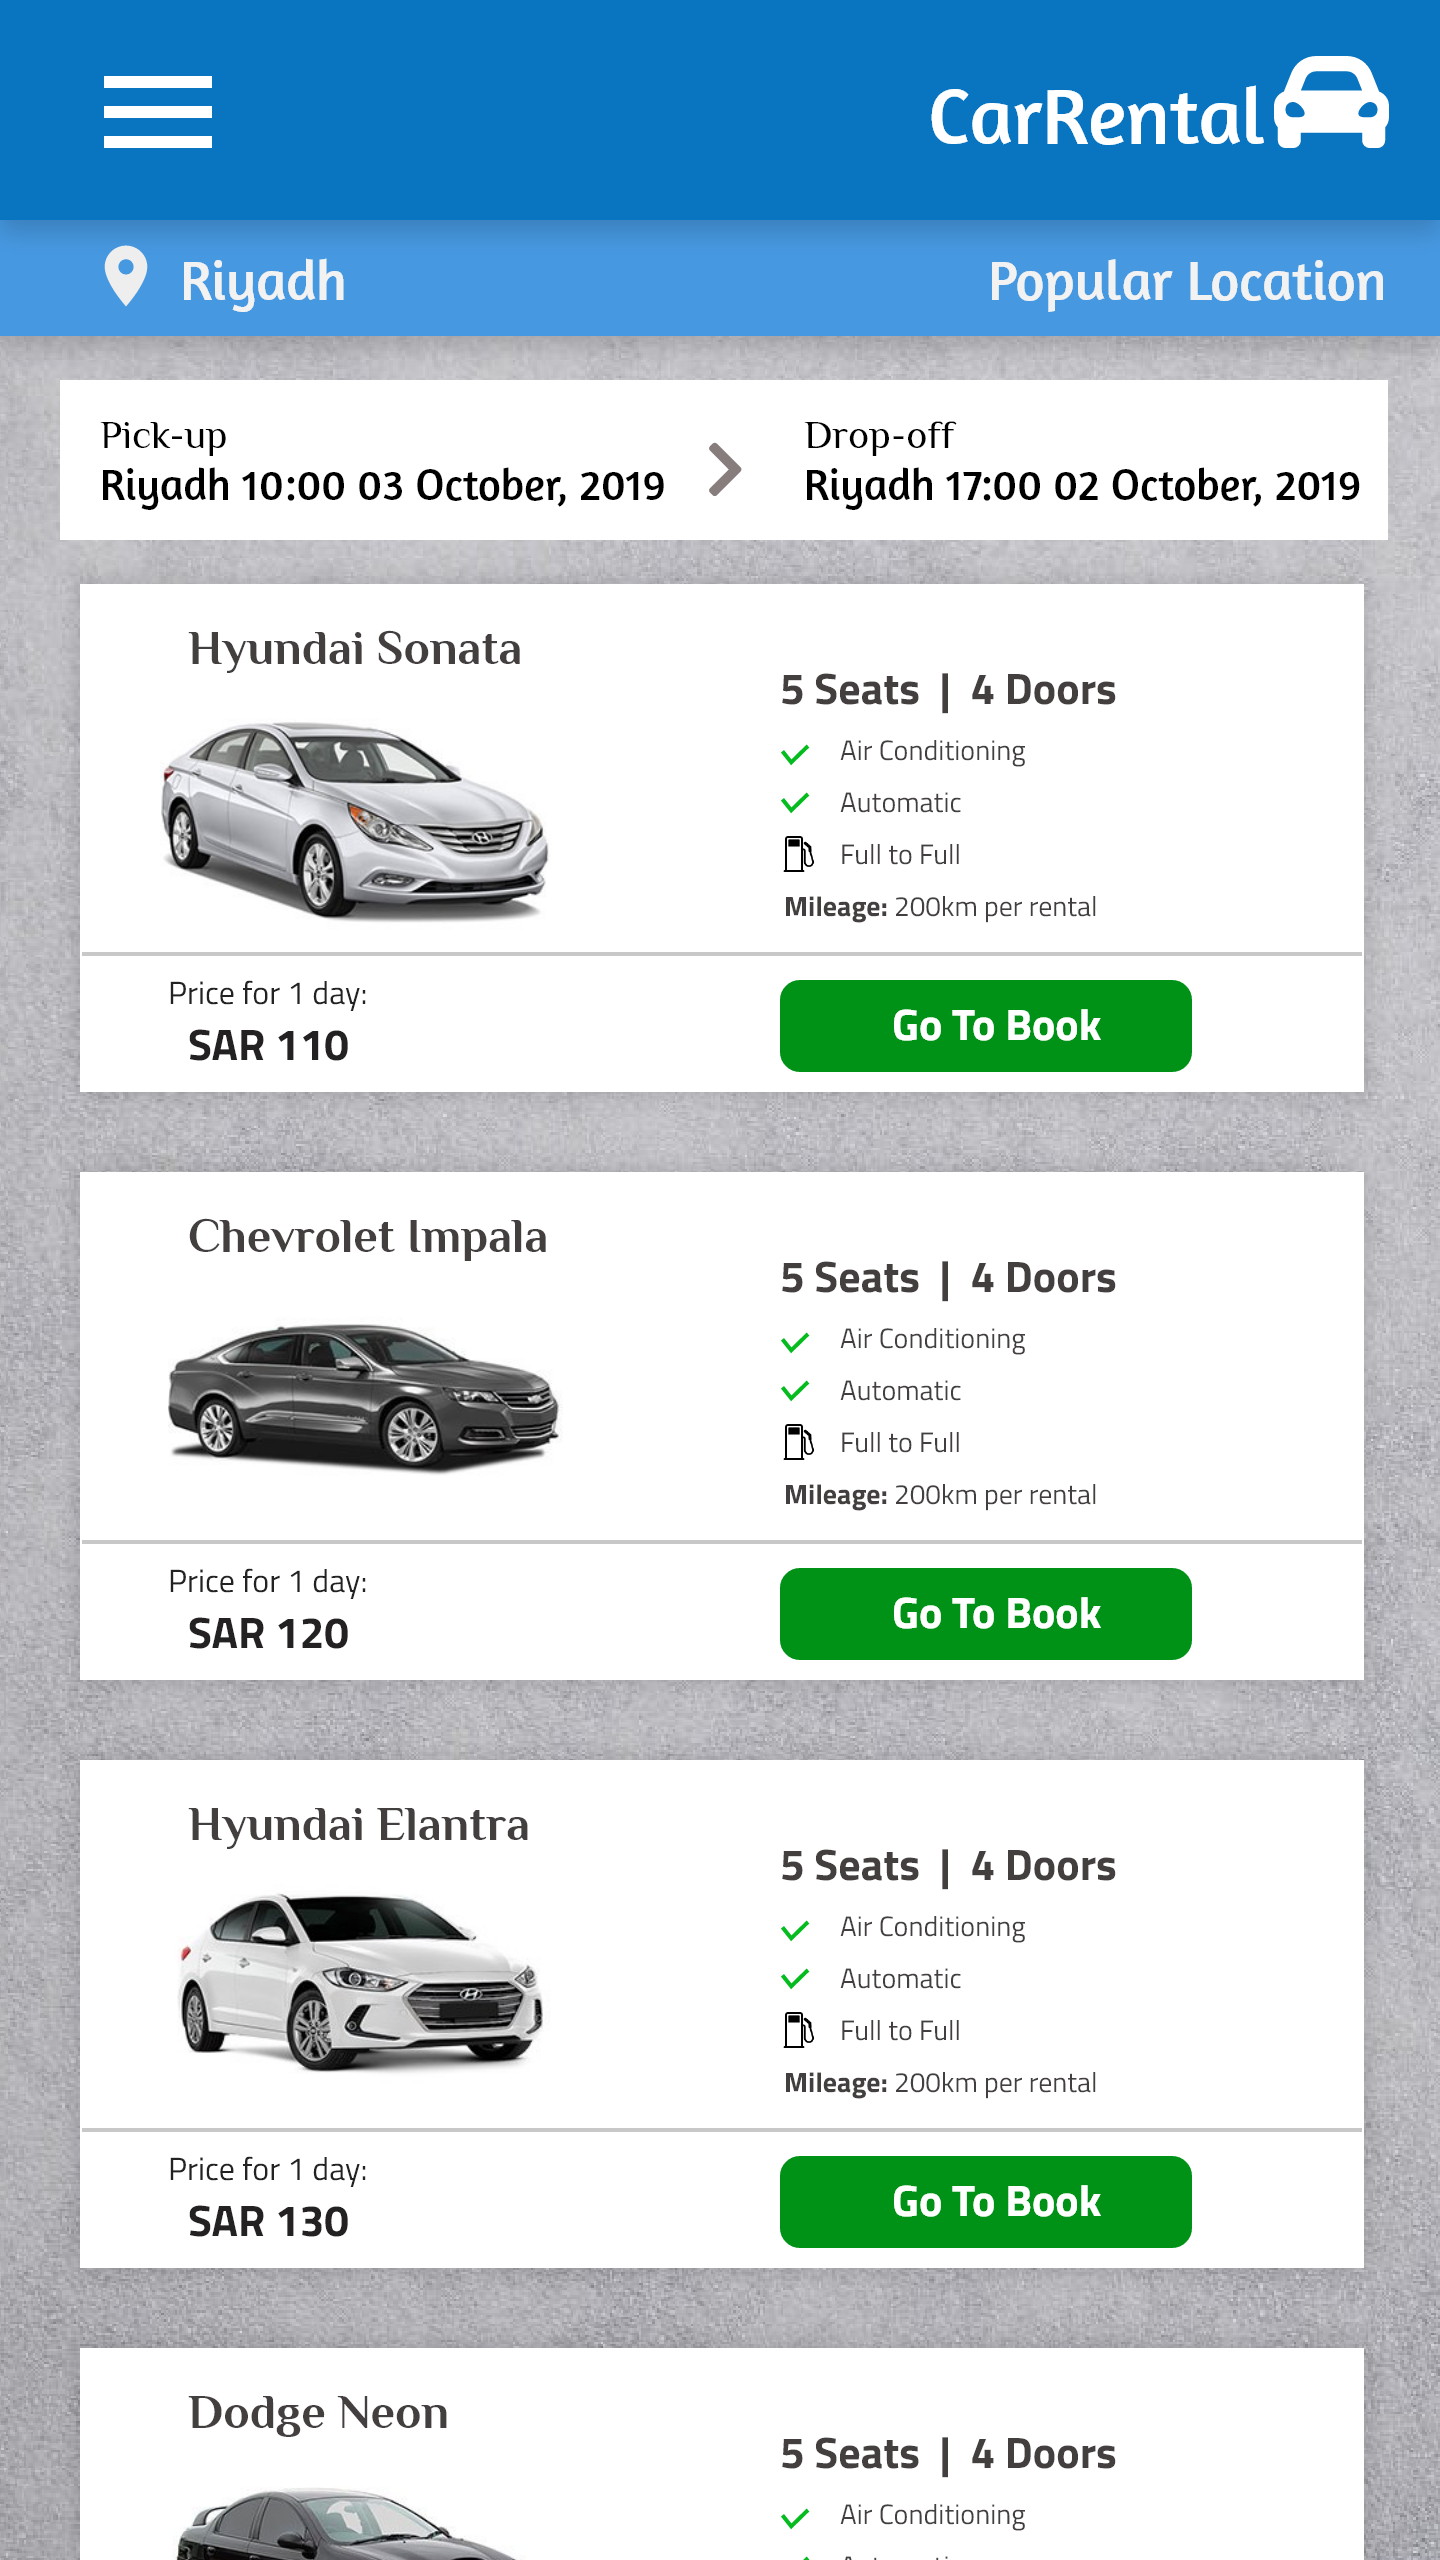 CarRental
Riyadh
Popular Location
Pick-up
Riyadh 10:00 03 October, 2019
Drop-off
Riyadh 17:00 02 October, 2019
Hyundai Sonata
5 Seats | 4 Doors
Air Conditioning
Automatic
Full to Full
Mileage: 200km per rental
Price for 1 day:
SAR 110
Go To Book
Chevrolet Impala
5 Seats | 4 Doors
Air Conditioning
Automatic
Full to Full
Mileage: 200km per rental
Price for 1 day:
SAR 120
Go To Book
Hyundai Elantra
5 Seats | 4 Doors
Air Conditioning
Automatic
Full to Full
Mileage: 200km per rental
Price for 1 day:
SAR 130
Go To Book
Dodge Neon
5 Seats | 4 Doors
Air Conditioning